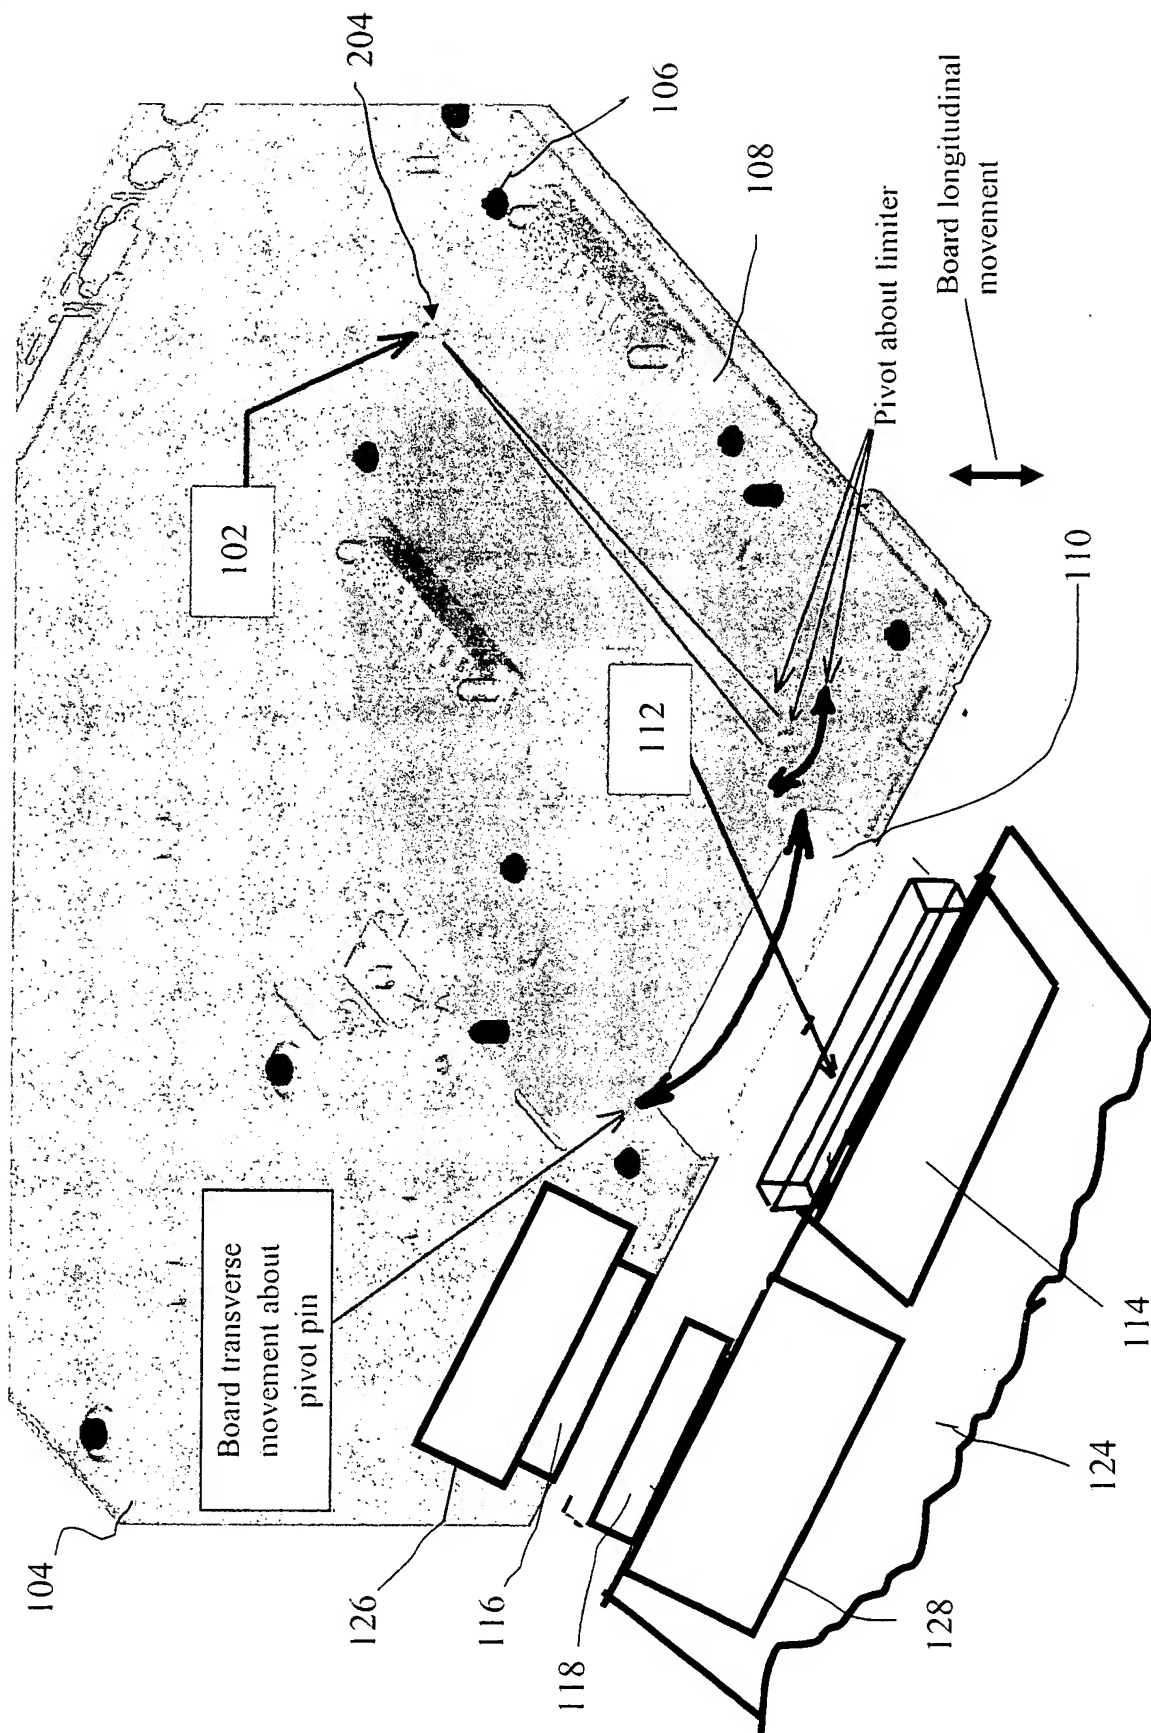 104
126
116
118
128
124
114
Board transverse
movement about
pivot pin
112
102
110
204
106
108
Pivot about limiter
Board longitudinal
movement